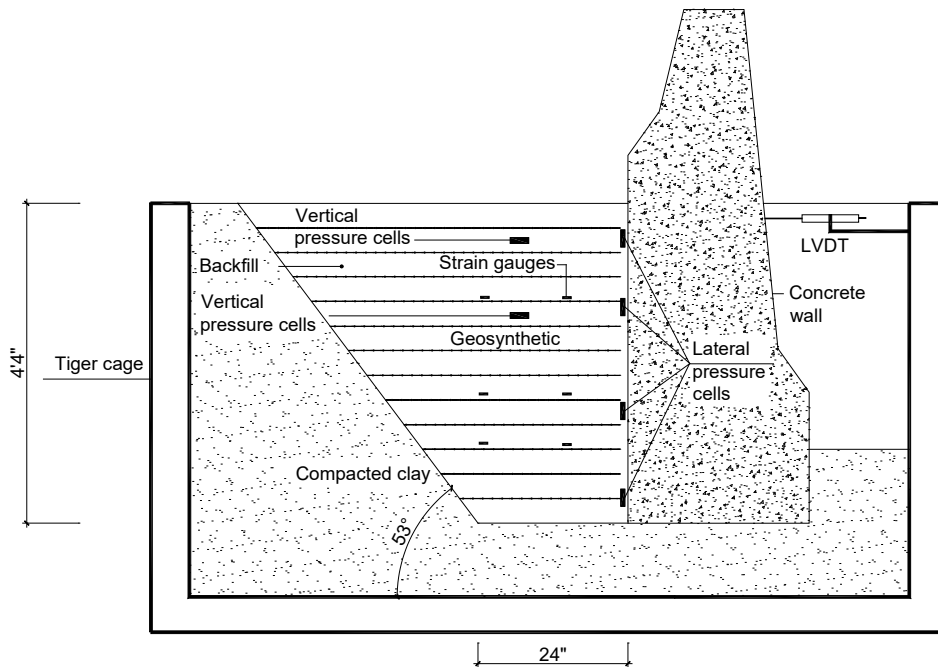 Vertical
pressure cells
LVDT
Backfill
Strain gauges
Concrete
wall
Vertical
pressure cells
Geosynthetic
Lateral
pressure
cells
4'4"
Tiger cage
Compacted clay
53°
24"